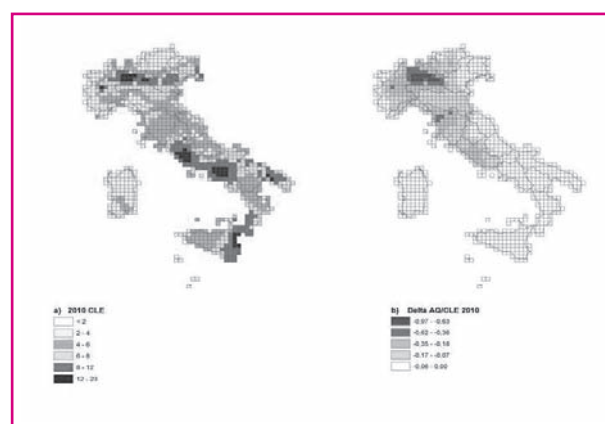 a) 2010 CLE
< 2
2 - 4
4 - 6
6 - 8
8 - 12
12 - 20
b) Delta AQ/CLE 2010
-0,97 - -0,63
-0,62 - -0,36
-0,35 - -0,18
-0,17 - -0,07
-0,06 - 0,00